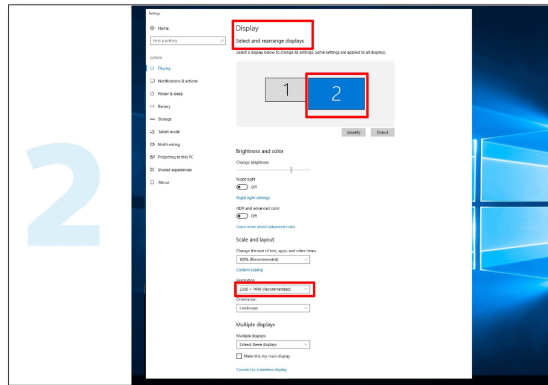 2
Settings
Home
Find a setting
SYSTEM
Display
Notifications & actions
Power & sleep
Battery
Storage
Tablet mode
Multitasking
Projecting to this PC
Shared experiences
About
Display
Select and rearrange displays
Select a display below to change its settings. Some settings are applied to all displays.
1
2
Identify
Detect
Brightness and color
Change brightness
Night light
Off
Night light settings
HDR and advanced color
Off
Learn more about advanced color
Scale and layout
Change the size of text, apps, and other items
100% (Recommended)
Custom scaling
Resolution
2560 × 1440 (Recommended)
Orientation
Landscape
Multiple displays
Multiple displays
Extend these displays
Make this my main display
Connect to a wireless display